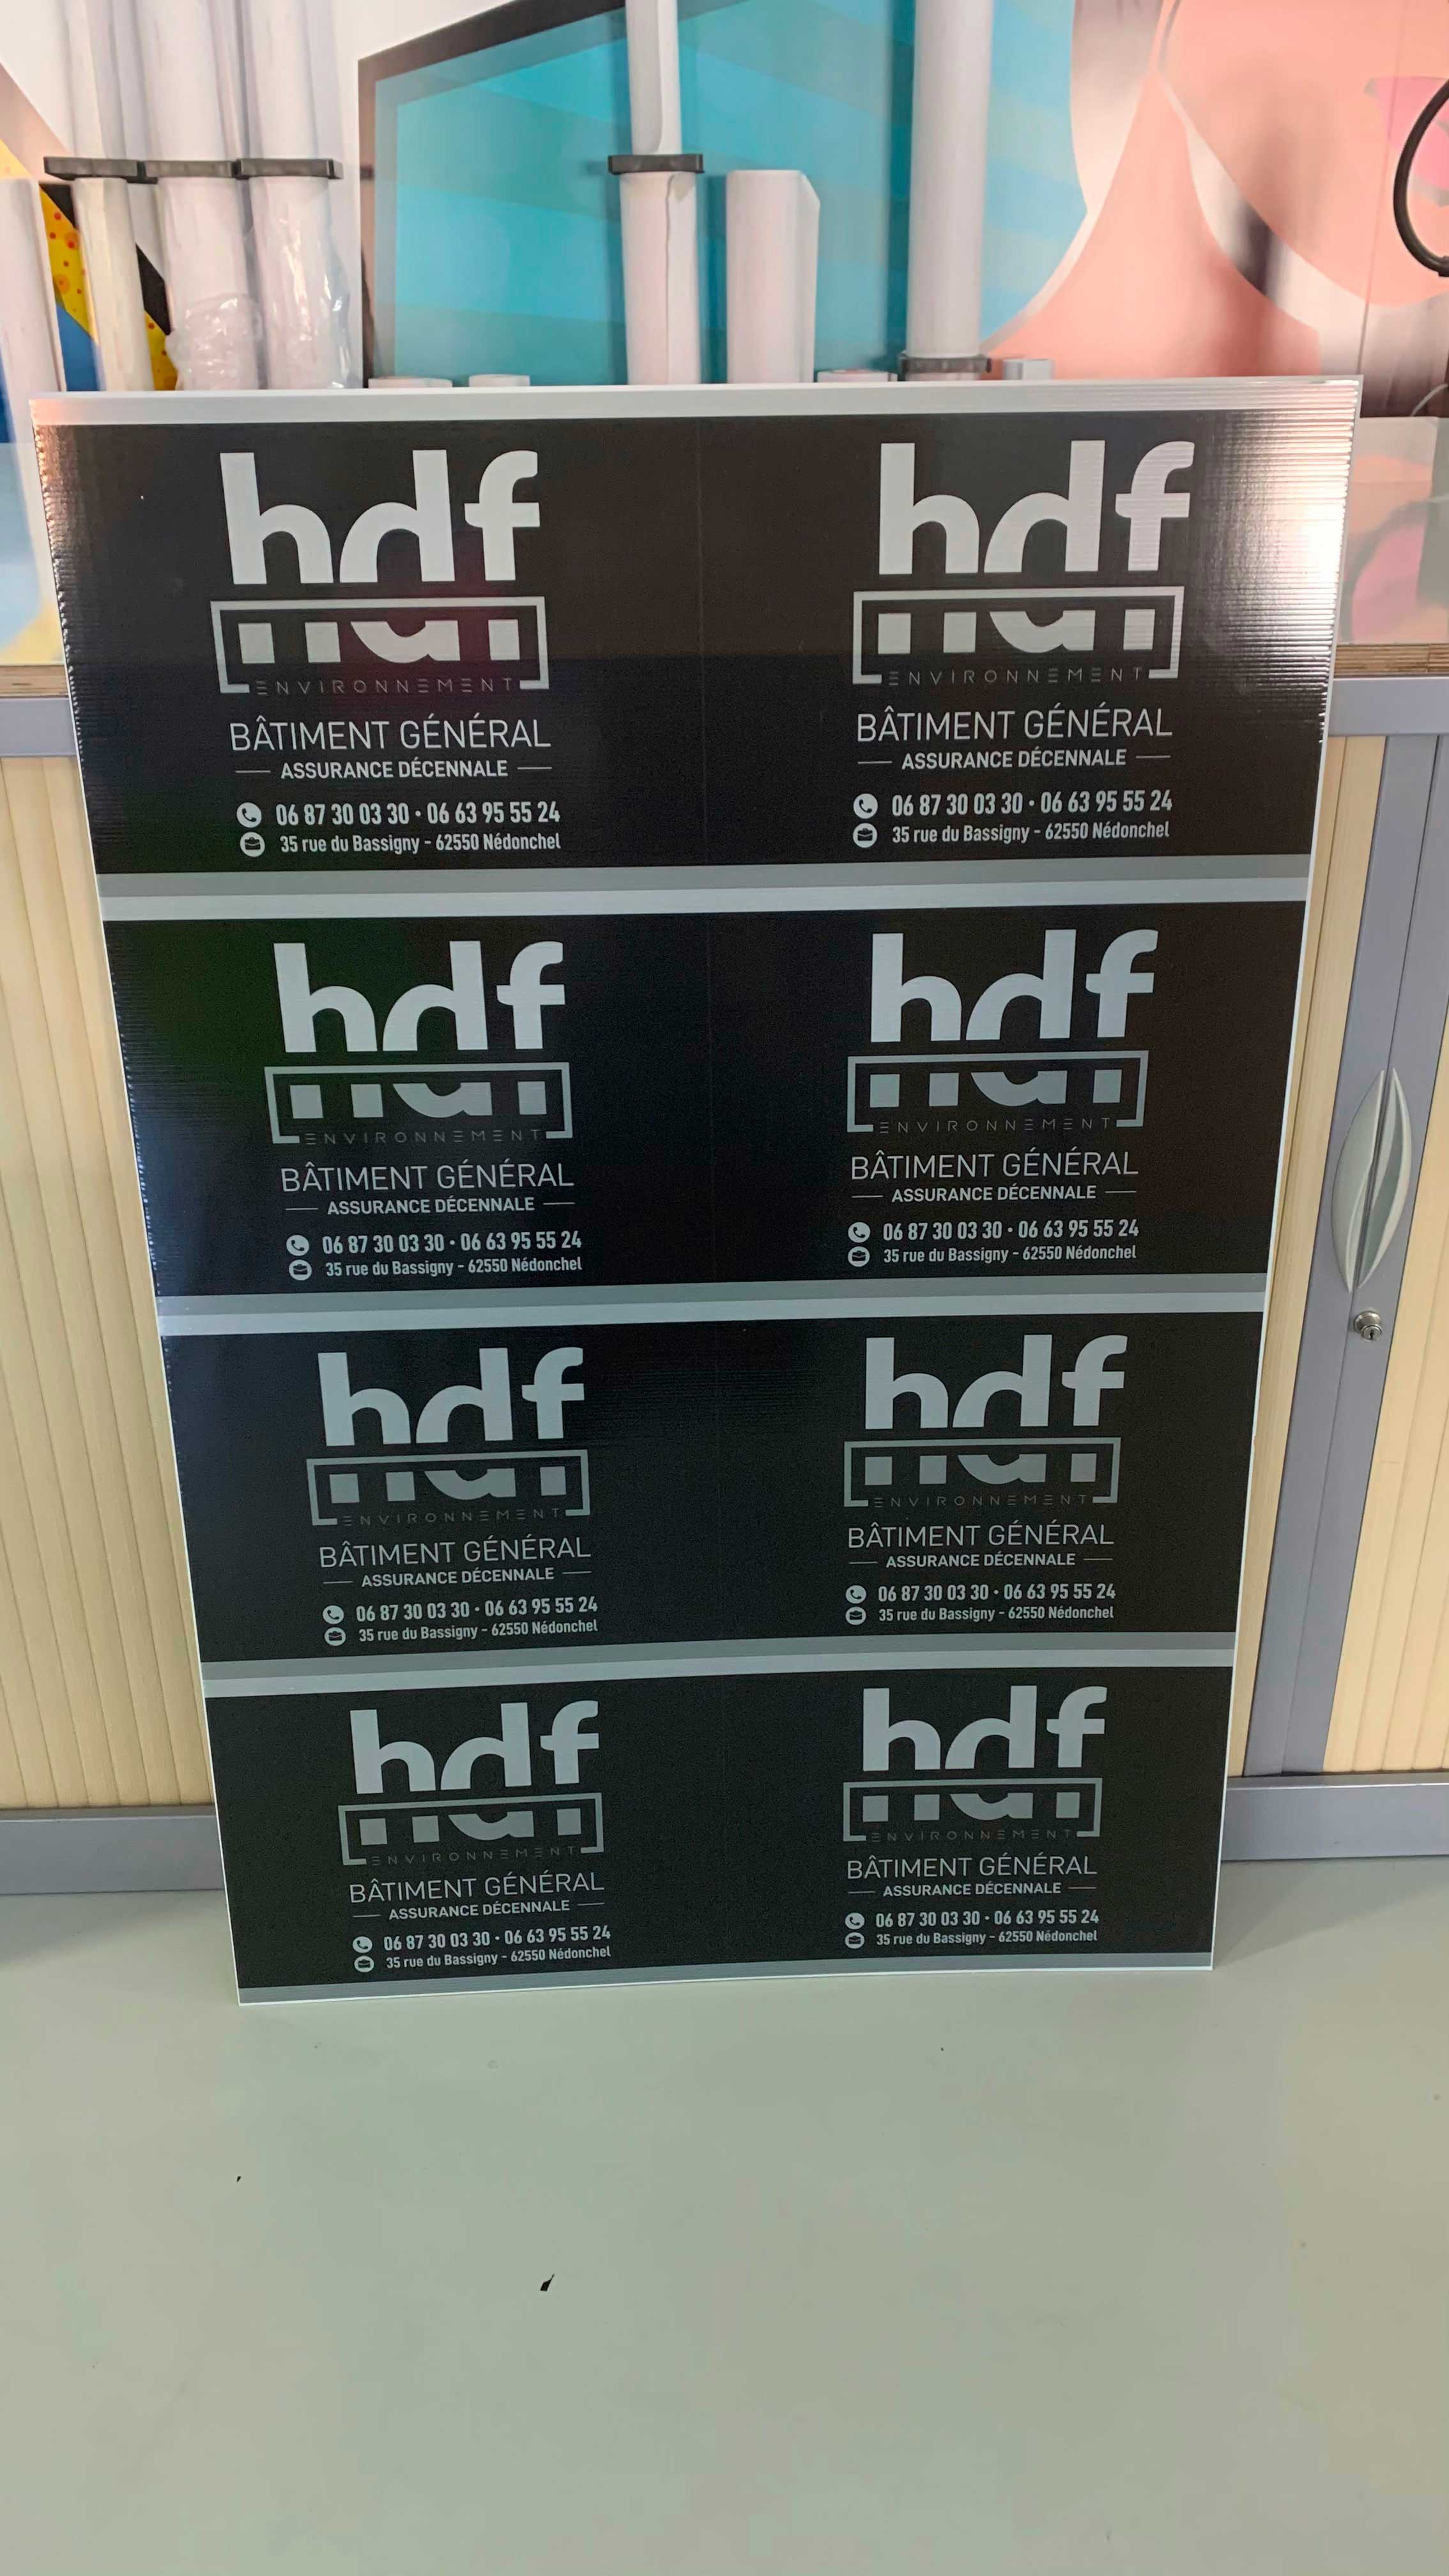 hdf
hdf
ENVIRONNEMENT
ENVIRONNEMENT
BÂTIMENT GÉNÉRAL
BÂTIMENT GÉNÉRAL
ASSURANCE DÉCENNALE
ASSURANCE DÉCENNALE
06 87 30 03 30 • 06 63 95 55 24
06 87 30 03 30 • 06 63 95 55 24
35 rue du Bassigny - 62550 Nédonchel
35 rue du Bassigny - 62550 Nédonchel
hdf
hdf
ENVIRONNEMENT
ENVIRONNEMENT
BÂTIMENT GÉNÉRAL
BÂTIMENT GÉNÉRAL
ASSURANCE DÉCENNALE
ASSURANCE DÉCENNALE
06 87 30 03 30 • 06 63 95 55 24
06 87 30 03 30 • 06 63 95 55 24
35 rue du Bassigny - 62550 Nédonchel
35 rue du Bassigny - 62550 Nédonchel
hdf
hdf
ENVIRONNEMENT
ENVIRONNEMENT
BÂTIMENT GÉNÉRAL
BÂTIMENT GÉNÉRAL
ASSURANCE DÉCENNALE
ASSURANCE DÉCENNALE
06 87 30 03 30 • 06 63 95 55 24
06 87 30 03 30 • 06 63 95 55 24
35 rue du Bassigny - 62550 Nédonchel
35 rue du Bassigny - 62550 Nédonchel
hdf
hdf
ENVIRONNEMENT
ENVIRONNEMENT
BÂTIMENT GÉNÉRAL
BÂTIMENT GÉNÉRAL
ASSURANCE DÉCENNALE
ASSURANCE DÉCENNALE
06 87 30 03 30 • 06 63 95 55 24
06 87 30 03 30 • 06 63 95 55 24
35 rue du Bassigny - 62550 Nédonchel
35 rue du Bassigny - 62550 Nédonchel